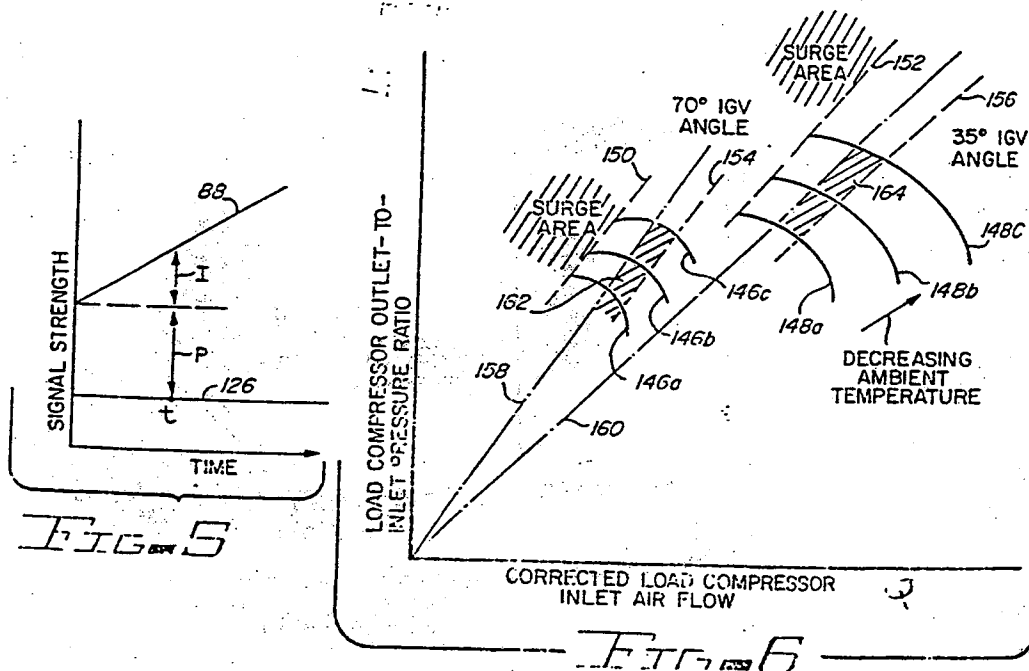 88
I
P
126
t
SIGNAL STRENGTH
TIME
FIG-5
SURGE
AREA
152
156
70° IGV
ANGLE
35° IGV
ANGLE
150
154
164
SURGE
AREA
148C
162
146c
148b
146b
148a
146a
DECREASING
AMBIENT
TEMPERATURE
158
160
LOAD COMPRESSOR OUTLET-TO-
INLET PRESSURE RATIO
CORRECTED LOAD COMPRESSOR
INLET AIR FLOW
FIG-6